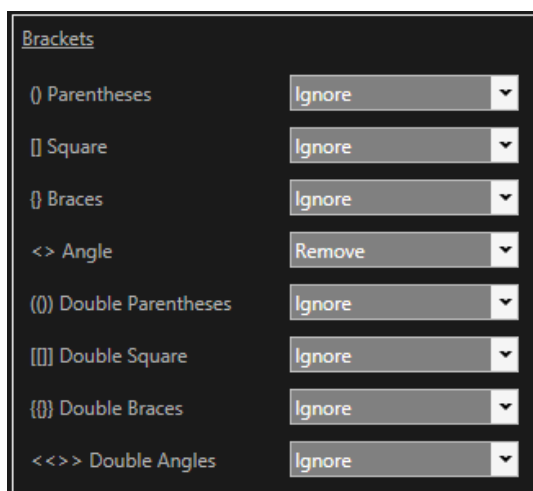 Brackets
() Parentheses Ignore
[] Square Ignore
{} Braces Ignore
<> Angle Remove
(()) Double Parentheses Ignore
[[]] Double Square Ignore
{{}} Double Braces Ignore
<<>> Double Angles Ignore